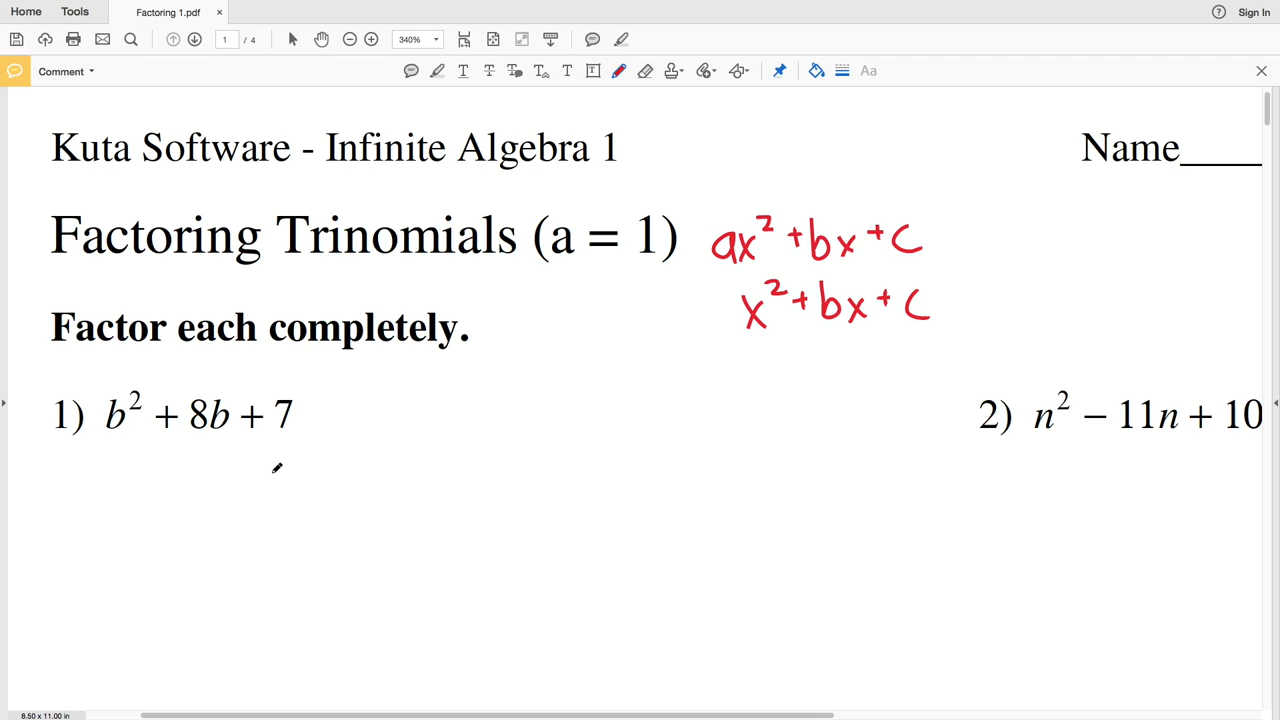 Home Tools Factoring 1.pdf × Sign In
1 / 4 340%
Comment Aa
Kuta Software - Infinite Algebra 1 Name_____
Factoring Trinomials (a = 1) ax² + bx + c
x² + bx + c
Factor each completely.
1) b² + 8b + 7 2) n² − 11n + 10
8.50 x 11.00 in